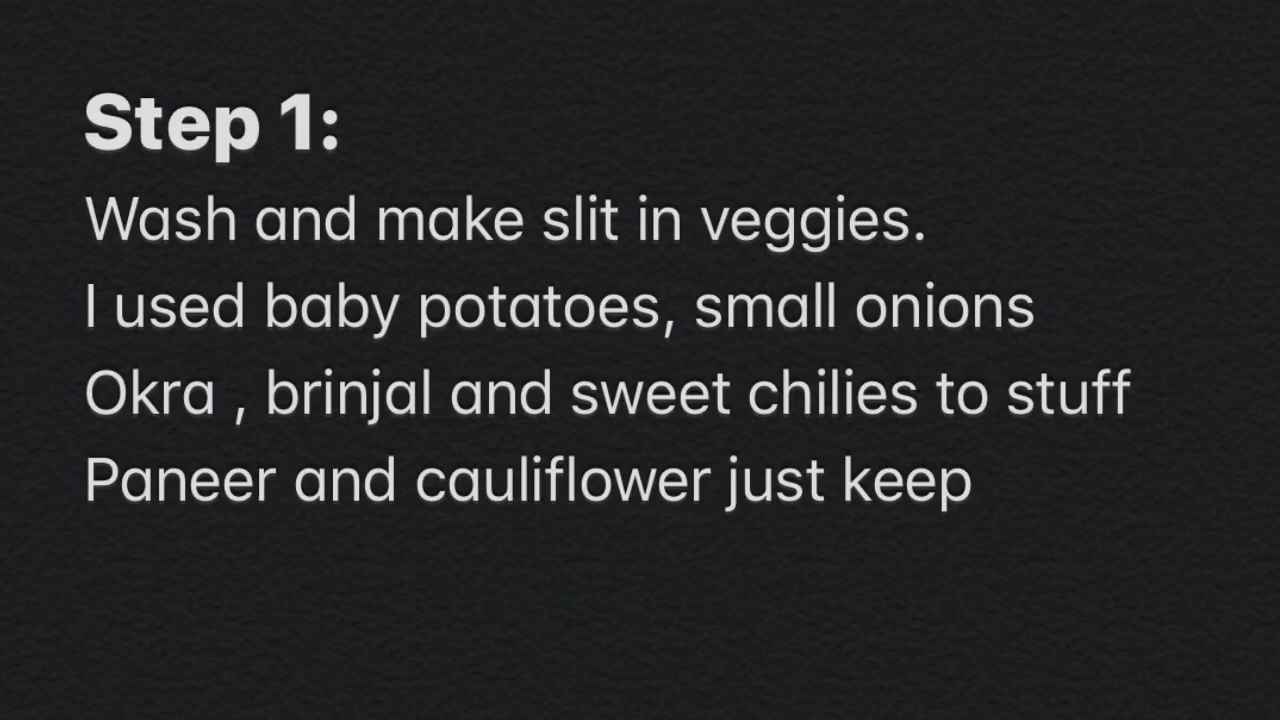 Step 1:
Wash and make slit in veggies.
I used baby potatoes, small onions
Okra , brinjal and sweet chilies to stuff
Paneer and cauliflower just keep